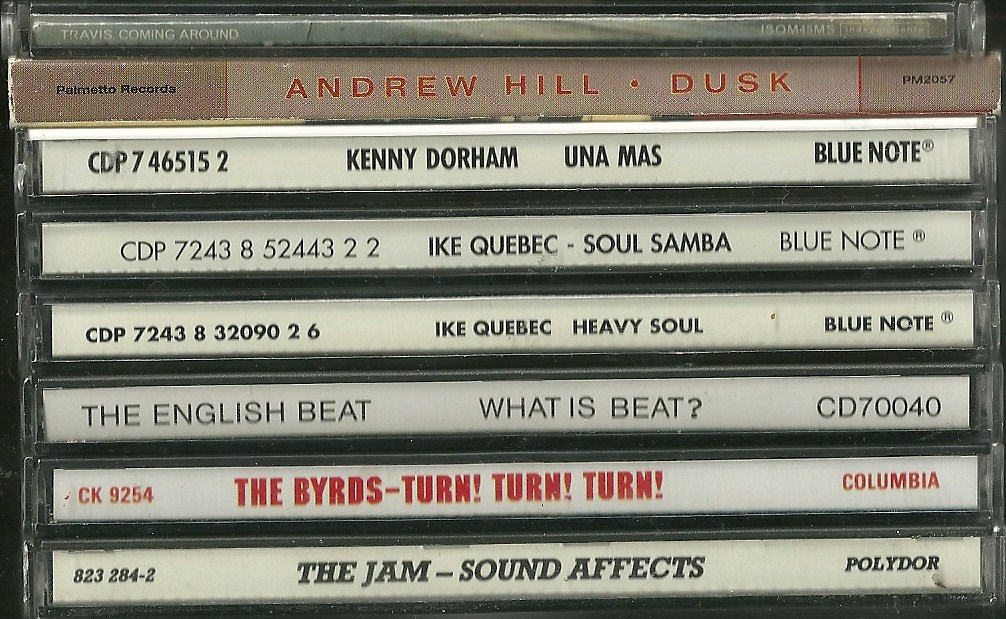 TRAVIS, COMING AROUND ISOM45MS independiente
Palmetto Records ANDREW HILL • DUSK PM2057
CDP 7 46515 2 KENNY DORHAM UNA MAS BLUE NOTE®
CDP 7243 8 52443 2 2 IKE QUEBEC - SOUL SAMBA BLUE NOTE ®
CDP 7243 8 32090 2 6 IKE QUEBEC HEAVY SOUL BLUE NOTE ®
THE ENGLISH BEAT WHAT IS BEAT? CD70040
CK 9254 THE BYRDS–TURN! TURN! TURN! COLUMBIA
823 284-2 THE JAM – SOUND AFFECTS POLYDOR